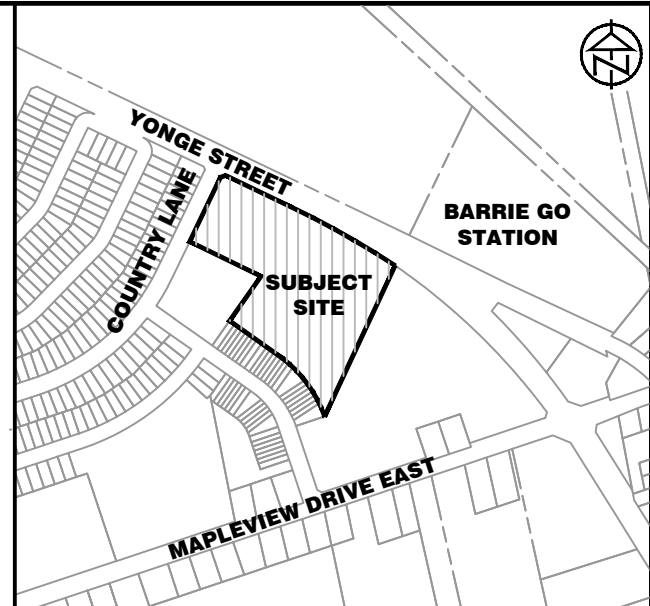 YONGE STREET
COUNTRY LANE
BARRIE GO
STATION
SUBJECT
SITE
MAPLEVIEW DRIVE EAST
N